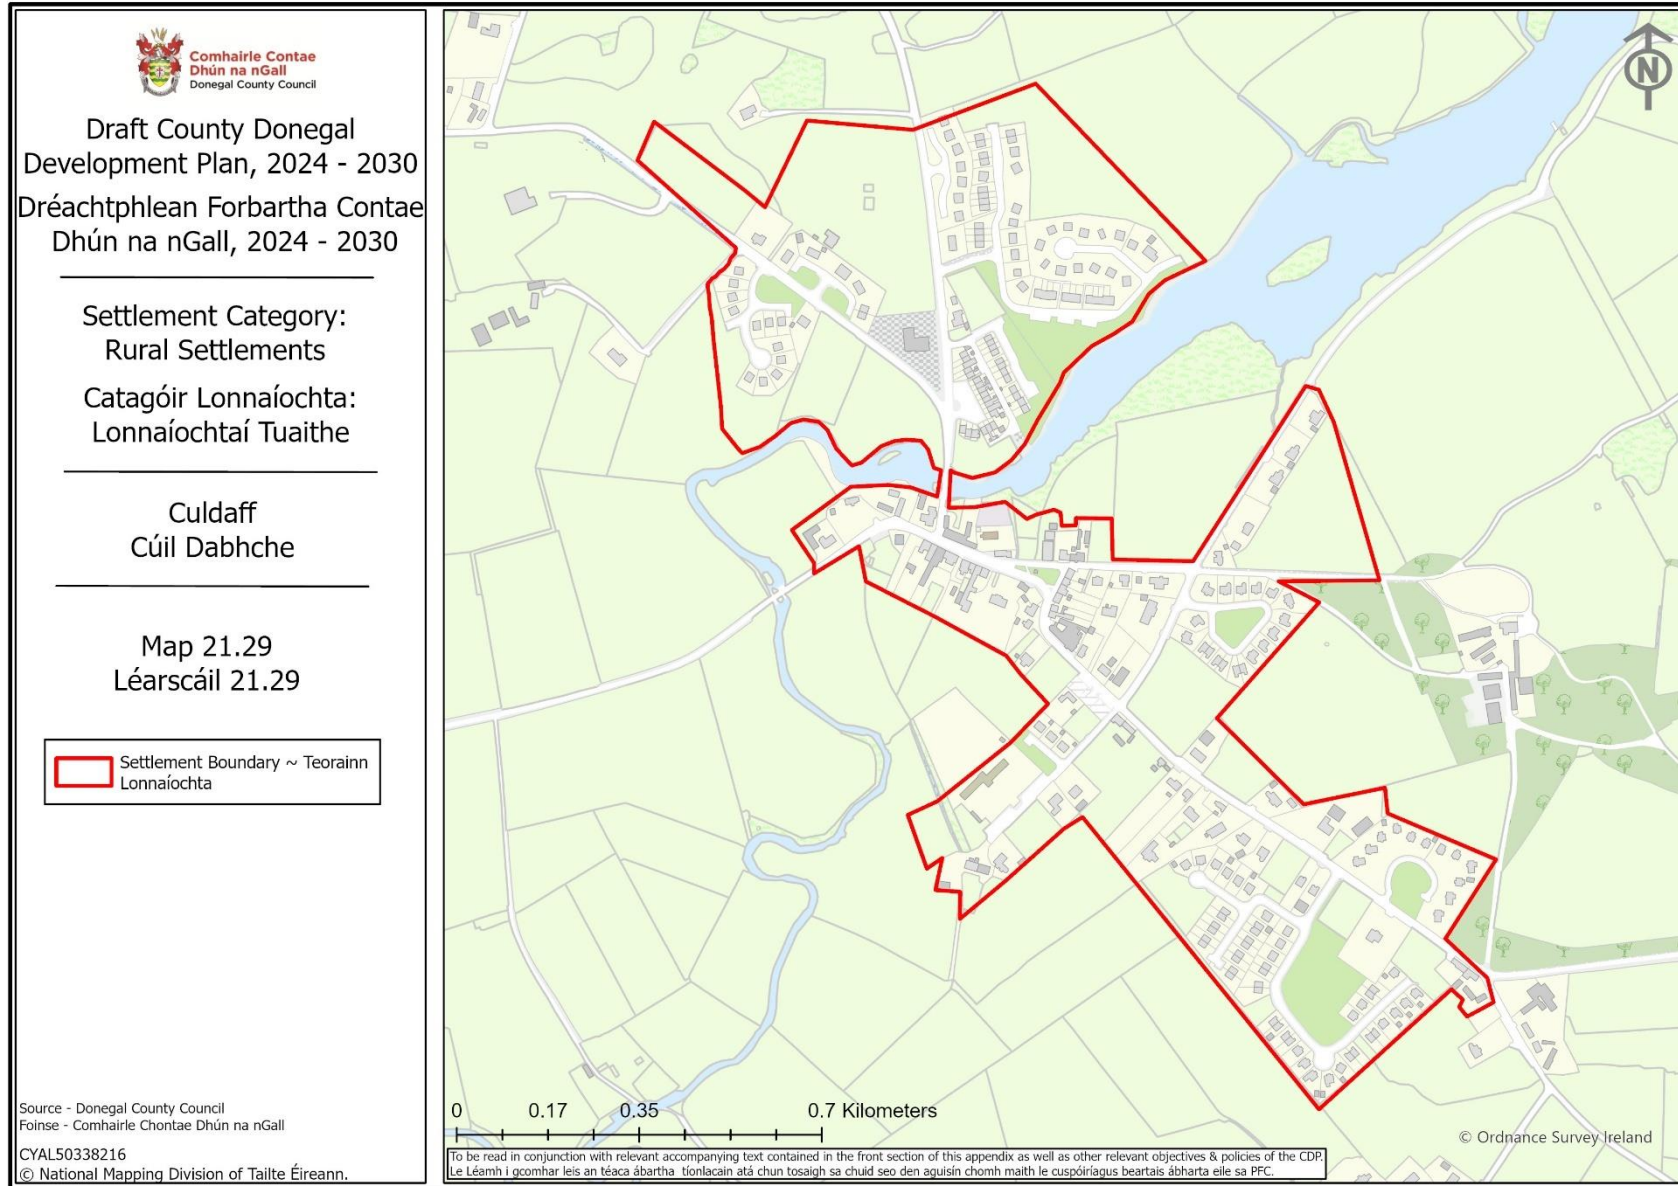 Comhairle Contae
Dhún na nGall
Donegal County Council
Draft County Donegal
Development Plan, 2024 - 2030
Dréachtphlean Forbartha Contae
Dhún na nGall, 2024 - 2030
Settlement Category:
Rural Settlements
Catagóir Lonnaíochta:
Lonnaíochtaí Tuaithe
Culdaff
Cúil Dabhche
Map 21.29
Léarscáil 21.29
Settlement Boundary ~ Teorainn
Lonnaíochta
Source - Donegal County Council
Foinse - Comhairle Chontae Dhún na nGall
CYAL50338216
© National Mapping Division of Tailte Éireann.
N
0 0.17 0.35 0.7 Kilometers
© Ordnance Survey Ireland
To be read in conjunction with relevant accompanying text contained in the front section of this appendix as well as other relevant objectives & policies of the CDP.
Le Léamh i gcomhar leis an téaca ábartha tíonlacain atá chun tosaigh sa chuid seo den aguisín chomh maith le cuspóiríagus beartais ábharta eile sa PFC.